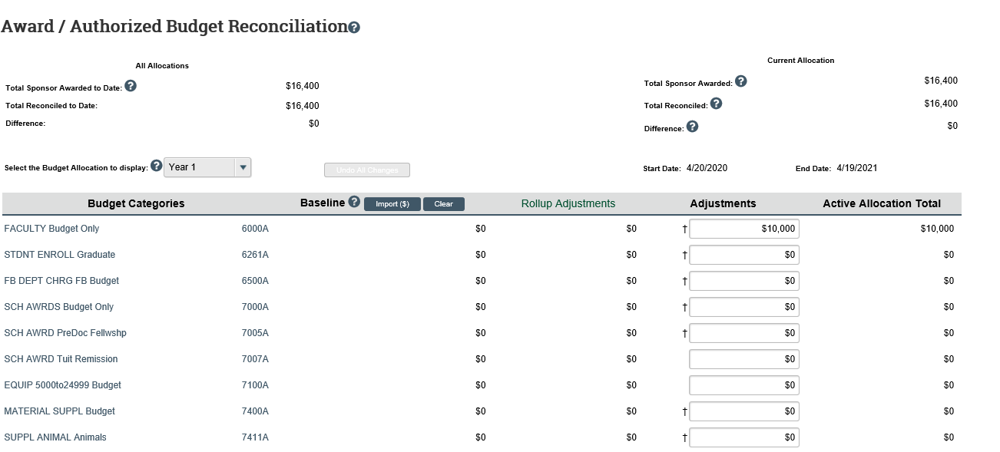 Award / Authorized Budget Reconciliation?
All Allocations
Current Allocation
Total Sponsor Awarded to Date: ? $16,400
Total Sponsor Awarded: ? $16,400
Total Reconciled to Date: $16,400
Total Reconciled: ? $16,400
Difference: $0
Difference: ? $0
Select the Budget Allocation to display: ? Year 1 Undo All Changes Start Date: 4/20/2020 End Date: 4/19/2021
Budget Categories Baseline ? Import ($) Clear Rollup Adjustments Adjustments Active Allocation Total
FACULTY Budget Only 6000A $0 $0 † $10,000 $10,000
STDNT ENROLL Graduate 6261A $0 $0 † $0 $0
FB DEPT CHRG FB Budget 6500A $0 $0 † $0 $0
SCH AWRDS Budget Only 7000A $0 $0 † $0 $0
SCH AWRD PreDoc Fellwshp 7005A $0 $0 † $0 $0
SCH AWRD Tuit Remission 7007A $0 $0 $0 $0
EQUIP 5000to24999 Budget 7100A $0 $0 $0 $0
MATERIAL SUPPL Budget 7400A $0 $0 † $0 $0
SUPPL ANIMAL Animals 7411A $0 $0 † $0 $0